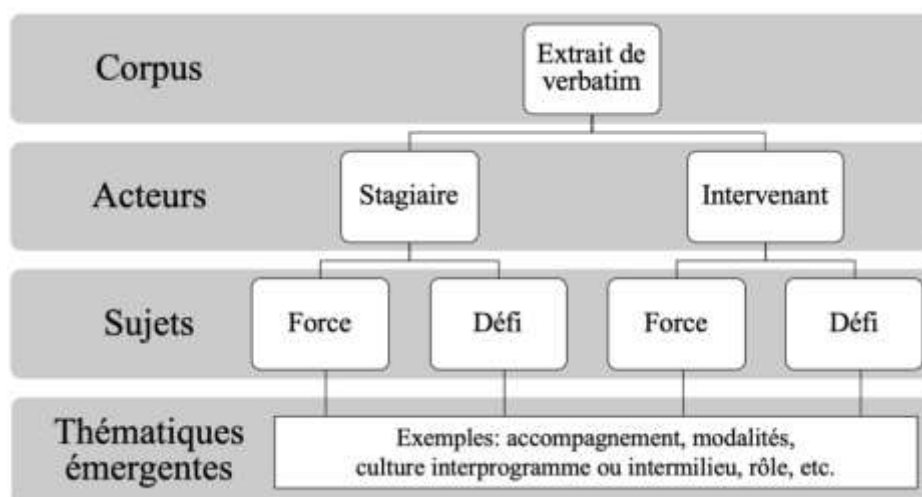 Corpus
Extrait de
verbatim
Acteurs
Stagiaire
Intervenant
Sujets
Force
Défi
Force
Défi
Thématiques
émergentes
Exemples: accompagnement, modalités,
culture interprogramme ou intermilieu, rôle, etc.